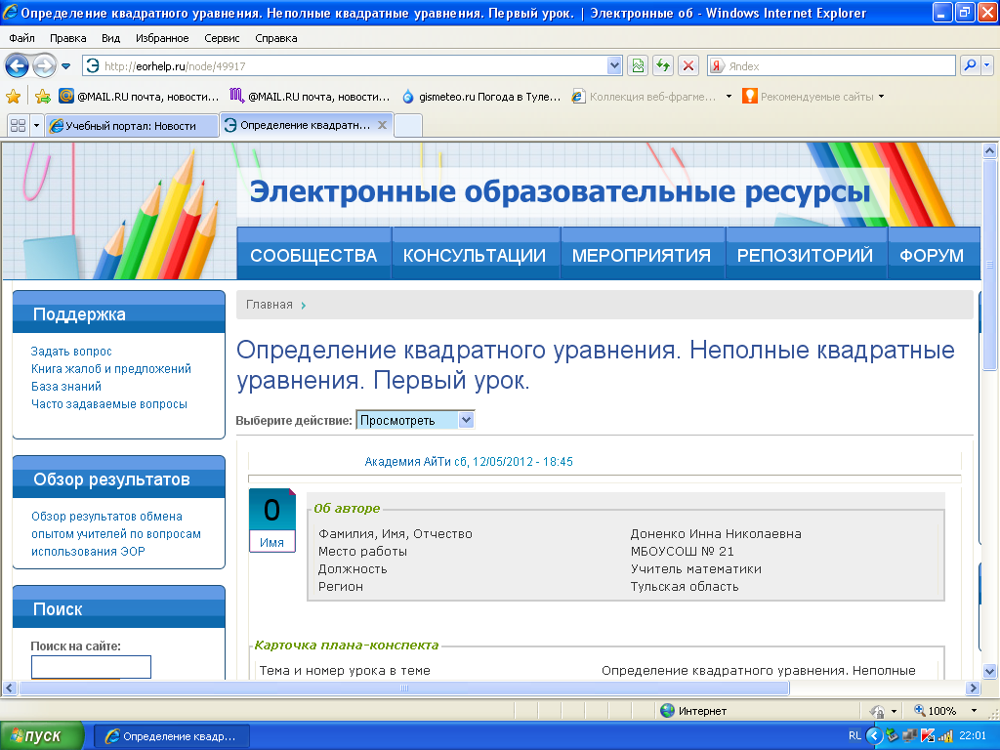 Определение квадратного уравнения. Неполные квадратные уравнения. Первый урок. | Электронные об - Windows Internet Explorer
Файл Правка Вид Избранное Сервис Справка
http://eorhelp.ru/node/49917 Яndex
@MAIL.RU почта, новости... @MAIL.RU почта, новости... gismeteo.ru Погода в Туле... Коллекция веб-фрагме... Рекомендуемые сайты
Учебный портал: Новости Определение квадратн...
Электронные образовательные ресурсы
СООБЩЕСТВА КОНСУЛЬТАЦИИ МЕРОПРИЯТИЯ РЕПОЗИТОРИЙ ФОРУМ
Поддержка
Задать вопрос
Книга жалоб и предложений
База знаний
Часто задаваемые вопросы
Обзор результатов
Обзор результатов обмена
опытом учителей по вопросам
использования ЭОР
Поиск
Поиск на сайте:
Главная ›
Определение квадратного уравнения. Неполные квадратные
уравнения. Первый урок.
Выберите действие: Просмотреть
Академия АйТи сб, 12/05/2012 - 18:45
0
Имя
Об авторе
Фамилия, Имя, Отчество Доненко Инна Николаевна
Место работы МБОУСОШ № 21
Должность Учитель математики
Регион Тульская область
Карточка плана-конспекта
Тема и номер урока в теме Определение квадратного уравнения. Неполные
Интернет 100%
пуск Определение квадр... RL 22:01